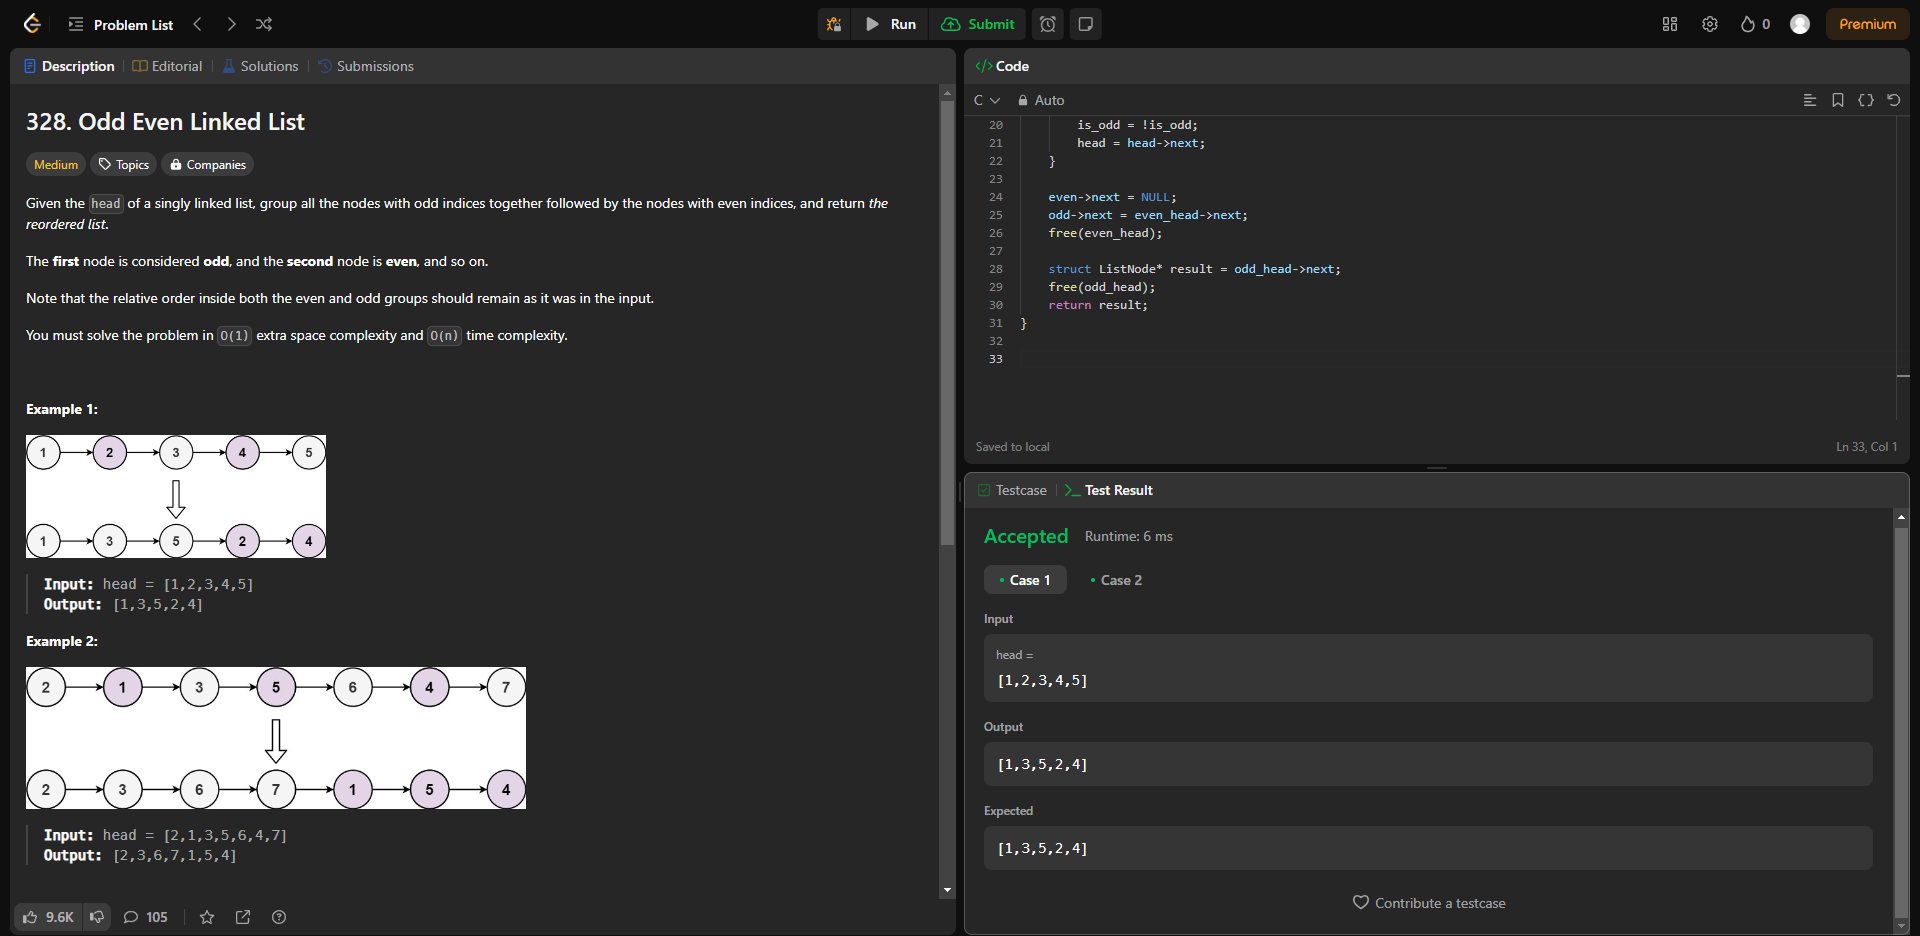 Problem List
Run
Submit
0
Premium
Description
Editorial
Solutions
Submissions
328. Odd Even Linked List
Medium
Topics
Companies
Given the head of a singly linked list, group all the nodes with odd indices together followed by the nodes with even indices, and return the
reordered list.
The first node is considered odd, and the second node is even, and so on.
Note that the relative order inside both the even and odd groups should remain as it was in the input.
You must solve the problem in O(1) extra space complexity and O(n) time complexity.
Example 1:
1 2 3 4 5
1 3 5 2 4
Input: head = [1,2,3,4,5]
Output: [1,3,5,2,4]
Example 2:
2 1 3 5 6 4 7
2 3 6 7 1 5 4
Input: head = [2,1,3,5,6,4,7]
Output: [2,3,6,7,1,5,4]
9.6K
105
</> Code
C
Auto
20 is_odd = !is_odd;
21 head = head->next;
22 }
23
24 even->next = NULL;
25 odd->next = even_head->next;
26 free(even_head);
27
28 struct ListNode* result = odd_head->next;
29 free(odd_head);
30 return result;
31 }
32
33
Saved to local
Ln 33, Col 1
Testcase
Test Result
Accepted
Runtime: 6 ms
Case 1
Case 2
Input
head =
[1,2,3,4,5]
Output
[1,3,5,2,4]
Expected
[1,3,5,2,4]
Contribute a testcase